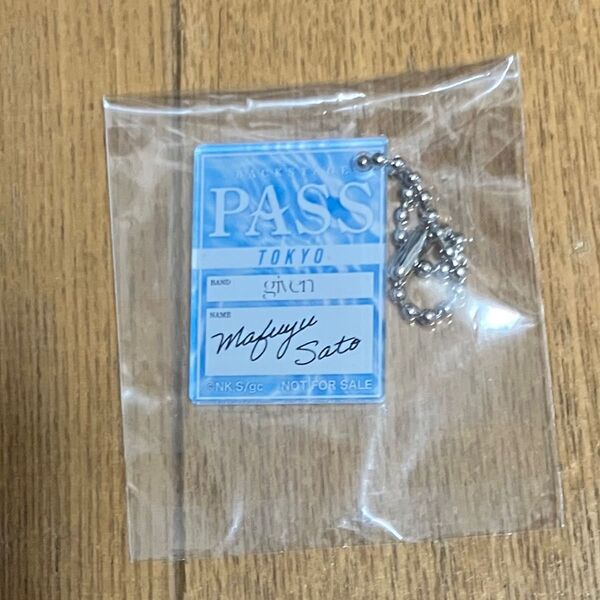 BACKSTAGE
PASS
TOKYO
BAND
given
NAME
Mafuyu
Sato
©NK,S/gc NOT FOR SALE